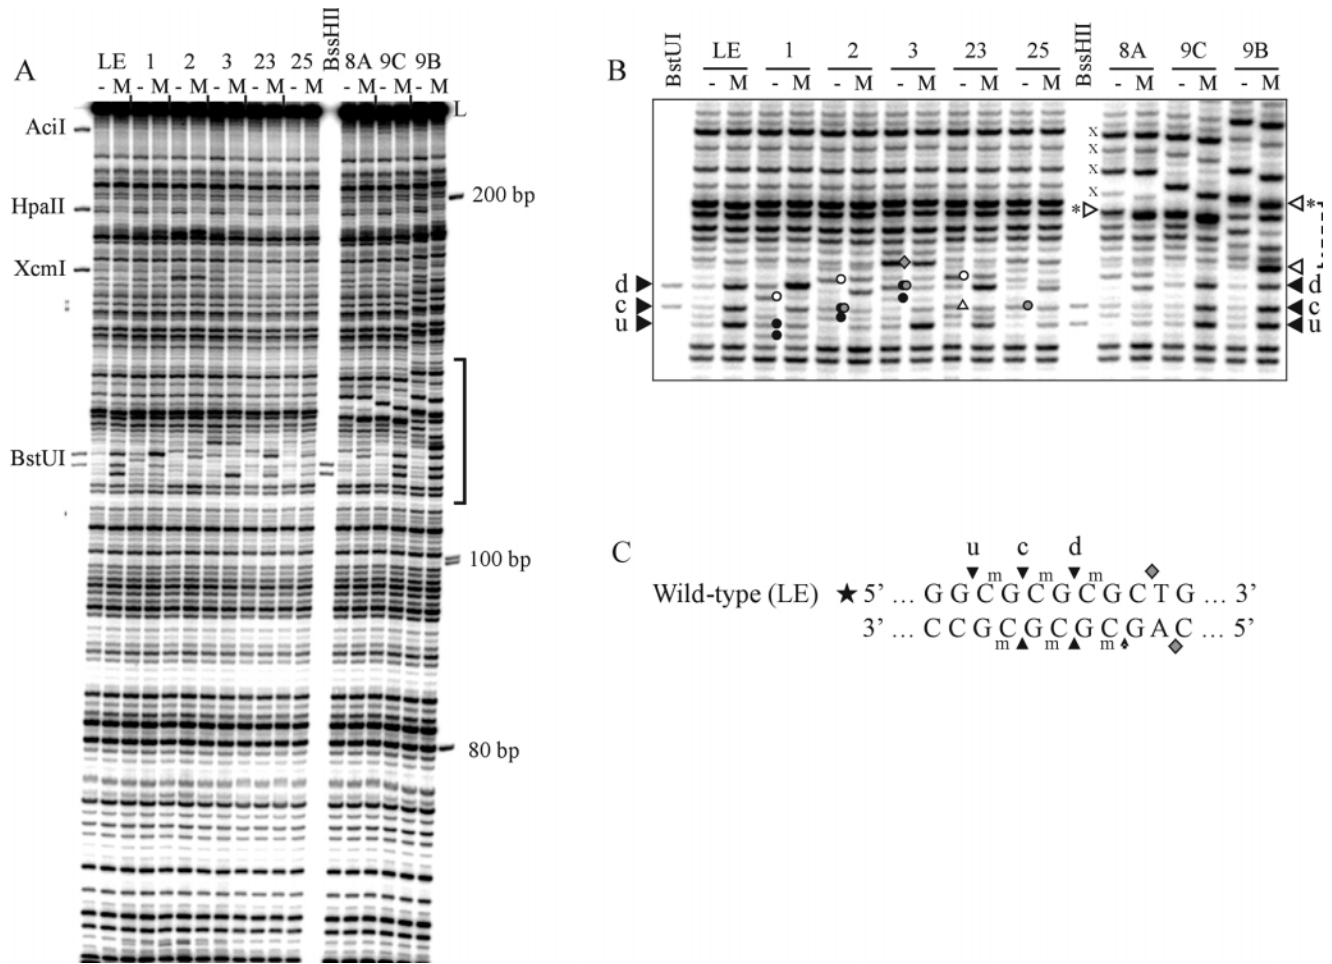 A
LE 1 2 3 23 25 BssHII 8A 9C 9B
- M - M - M - M - M - M - M - M - M
L
AciI
200 bp
HpaII
XcmI
BstUI
100 bp
80 bp
B
BstUI LE 1 2 3 23 25 BssHII 8A 9C 9B
- M - M - M - M - M - M - M - M - M
x
x
x
x
* *
d d
c c
u u
C
u c d
m m m
Wild-type (LE) ★ 5’ ... G G C G C G C G C T G ... 3’
3’ ... C C G C G C G C G A C ... 5’
m m m